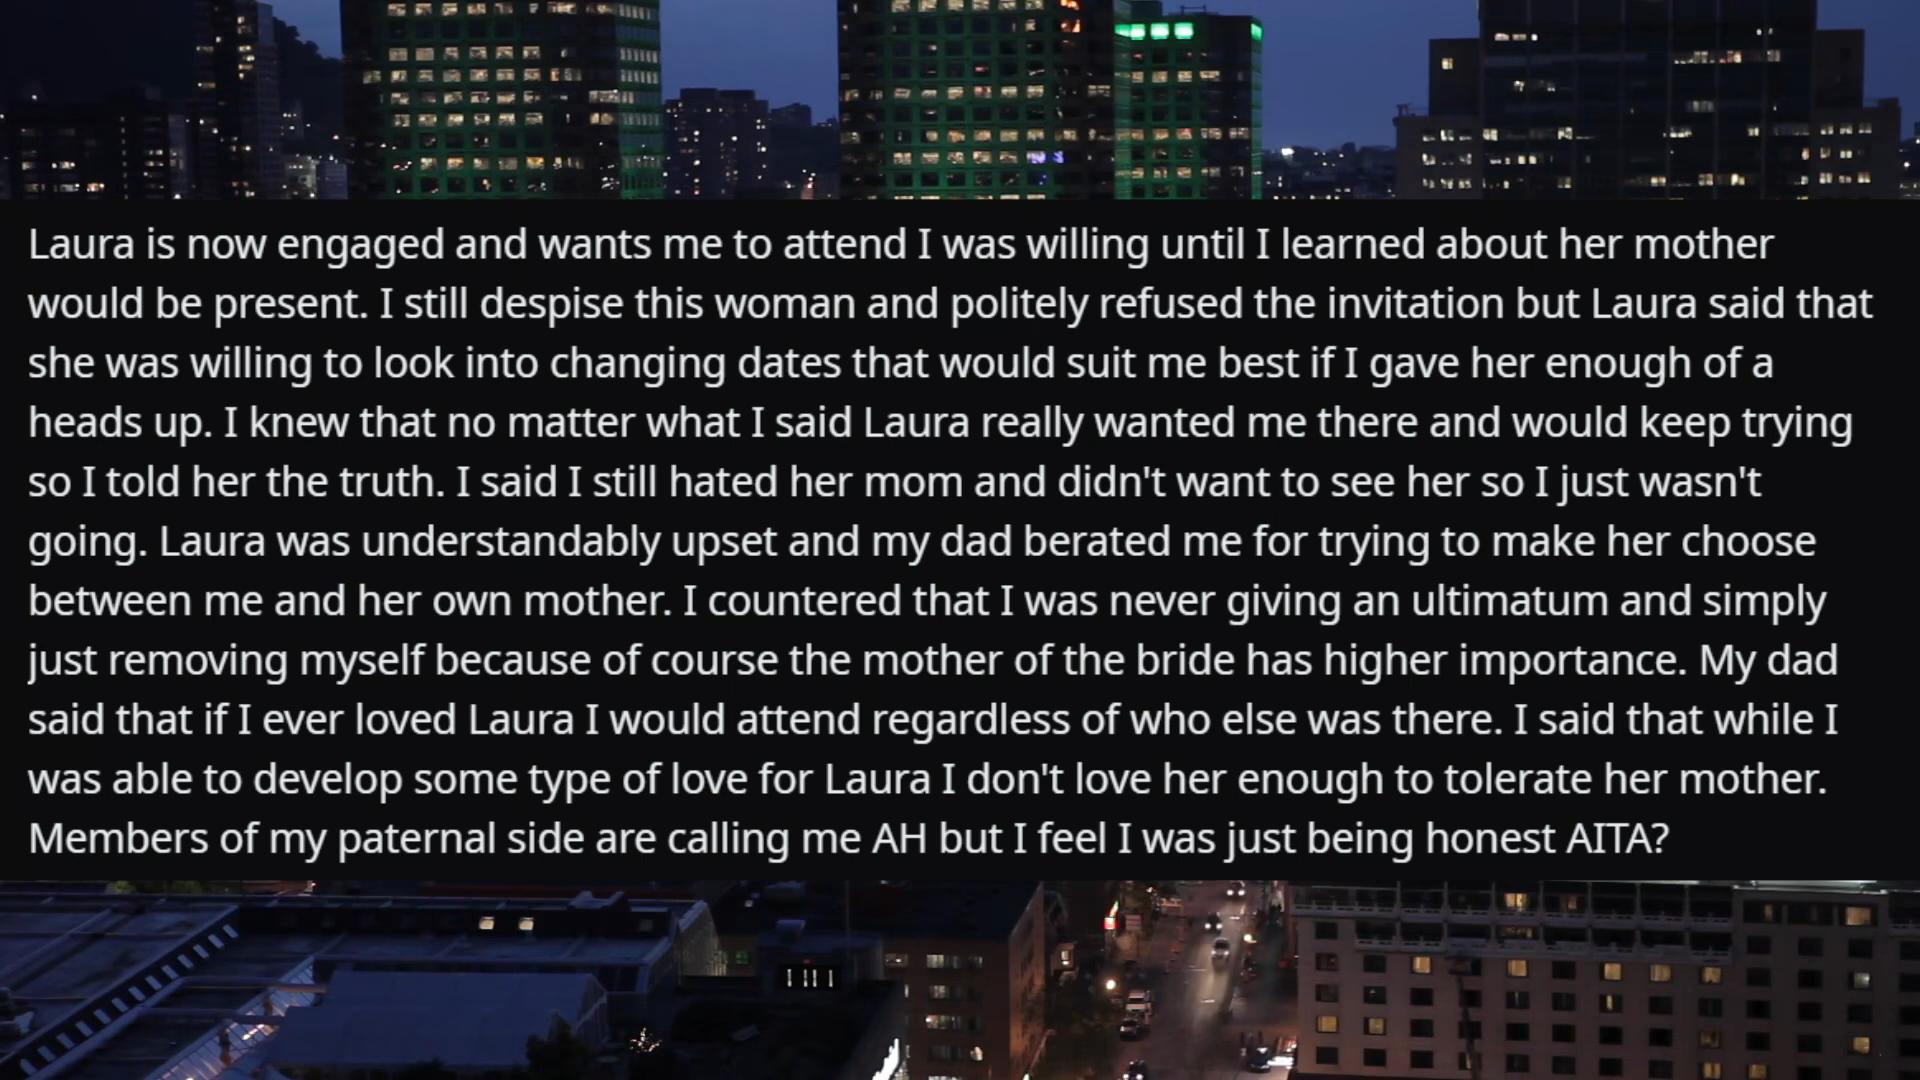 Laura is now engaged and wants me to attend I was willing until I learned about her mother
would be present. I still despise this woman and politely refused the invitation but Laura said that
she was willing to look into changing dates that would suit me best if I gave her enough of a
heads up. I knew that no matter what I said Laura really wanted me there and would keep trying
so I told her the truth. I said I still hated her mom and didn't want to see her so I just wasn't
going. Laura was understandably upset and my dad berated me for trying to make her choose
between me and her own mother. I countered that I was never giving an ultimatum and simply
just removing myself because of course the mother of the bride has higher importance. My dad
said that if I ever loved Laura I would attend regardless of who else was there. I said that while I
was able to develop some type of love for Laura I don't love her enough to tolerate her mother.
Members of my paternal side are calling me AH but I feel I was just being honest AITA?